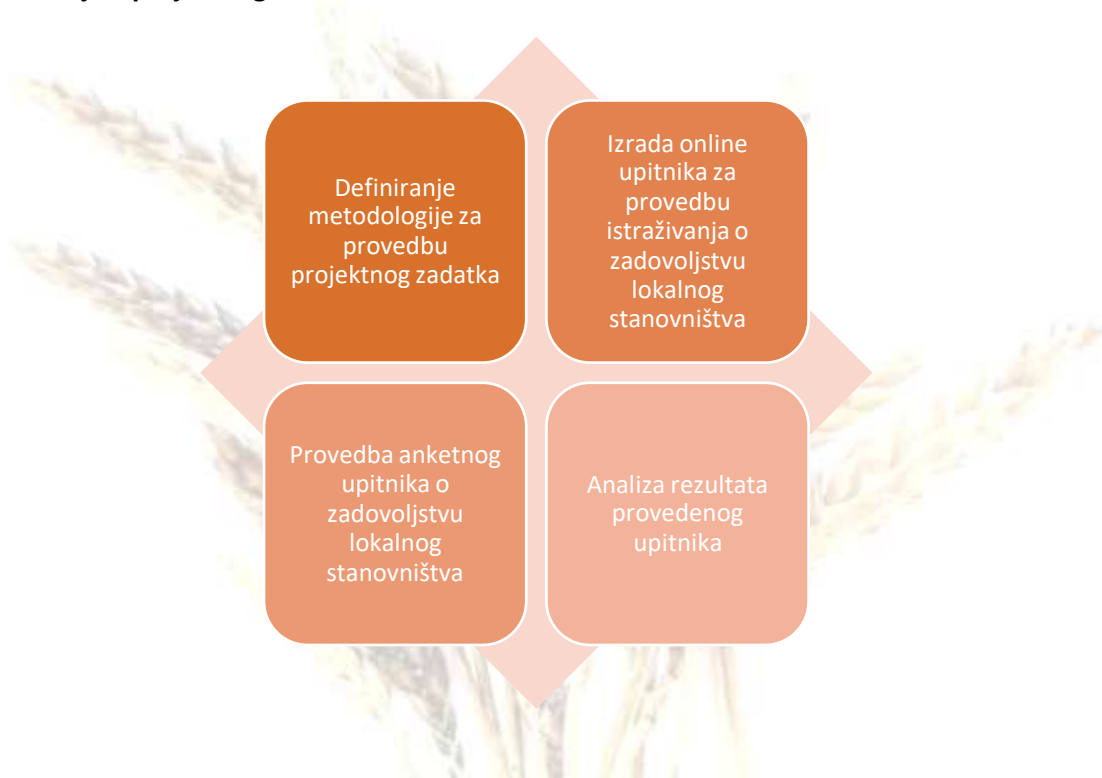 Definiranje
metodologije za
provedbu
projektnog zadatka
Izrada online
upitnika za
provedbu
istraživanja o
zadovoljstvu
lokalnog
stanovništva
Provedba anketnog
upitnika o
zadovoljstvu
lokalnog
stanovništva
Analiza rezultata
provedenog
upitnika